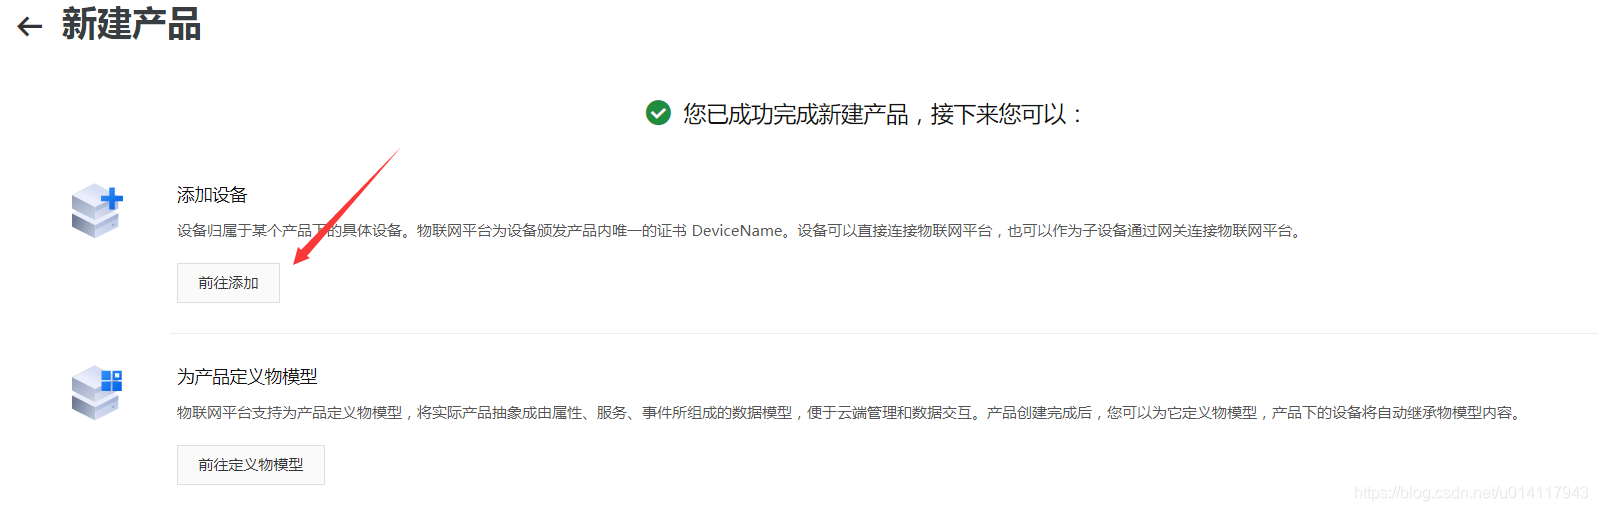 新建产品
您已成功完成新建产品，接下来您可以：
添加设备
设备归属于某个产品下的具体设备。物联网平台为设备颁发产品内唯一的证书 DeviceName。设备可以直接连接物联网平台，也可以作为子设备通过网关连接物联网平台。
前往添加
为产品定义物模型
物联网平台支持为产品定义物模型，将实际产品抽象成由属性、服务、事件所组成的数据模型，便于云端管理和数据交互。产品创建完成后，您可以为它定义物模型，产品下的设备将自动继承物模型内容。
前往定义物模型
https://blog.csdn.net/u014117943